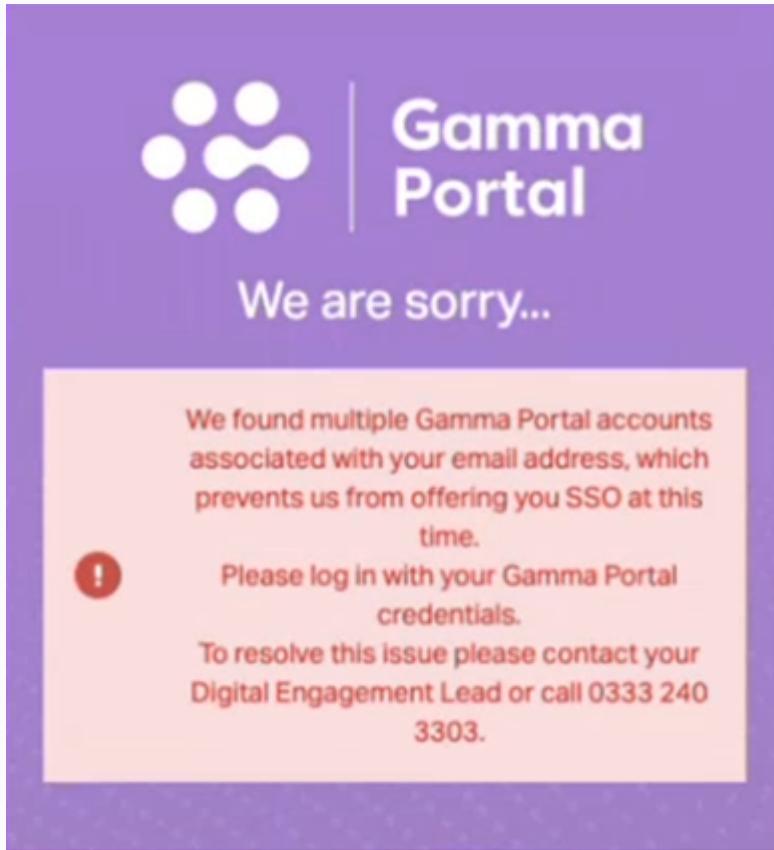 Gamma
Portal
We are sorry...
We found multiple Gamma Portal accounts
associated with your email address, which
prevents us from offering you SSO at this
time.
Please log in with your Gamma Portal
credentials.
To resolve this issue please contact your
Digital Engagement Lead or call 0333 240
3303.